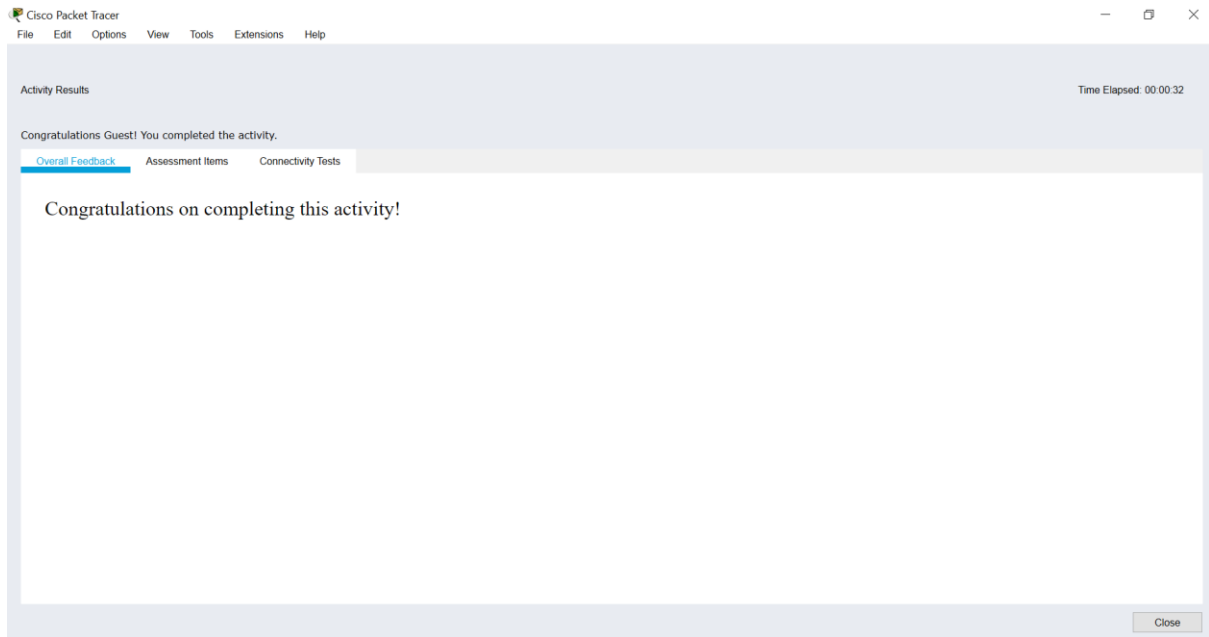 Cisco Packet Tracer
File Edit Options View Tools Extensions Help
Activity Results Time Elapsed: 00:00:32
Congratulations Guest! You completed the activity.
Overall Feedback Assessment Items Connectivity Tests
Congratulations on completing this activity!
Close